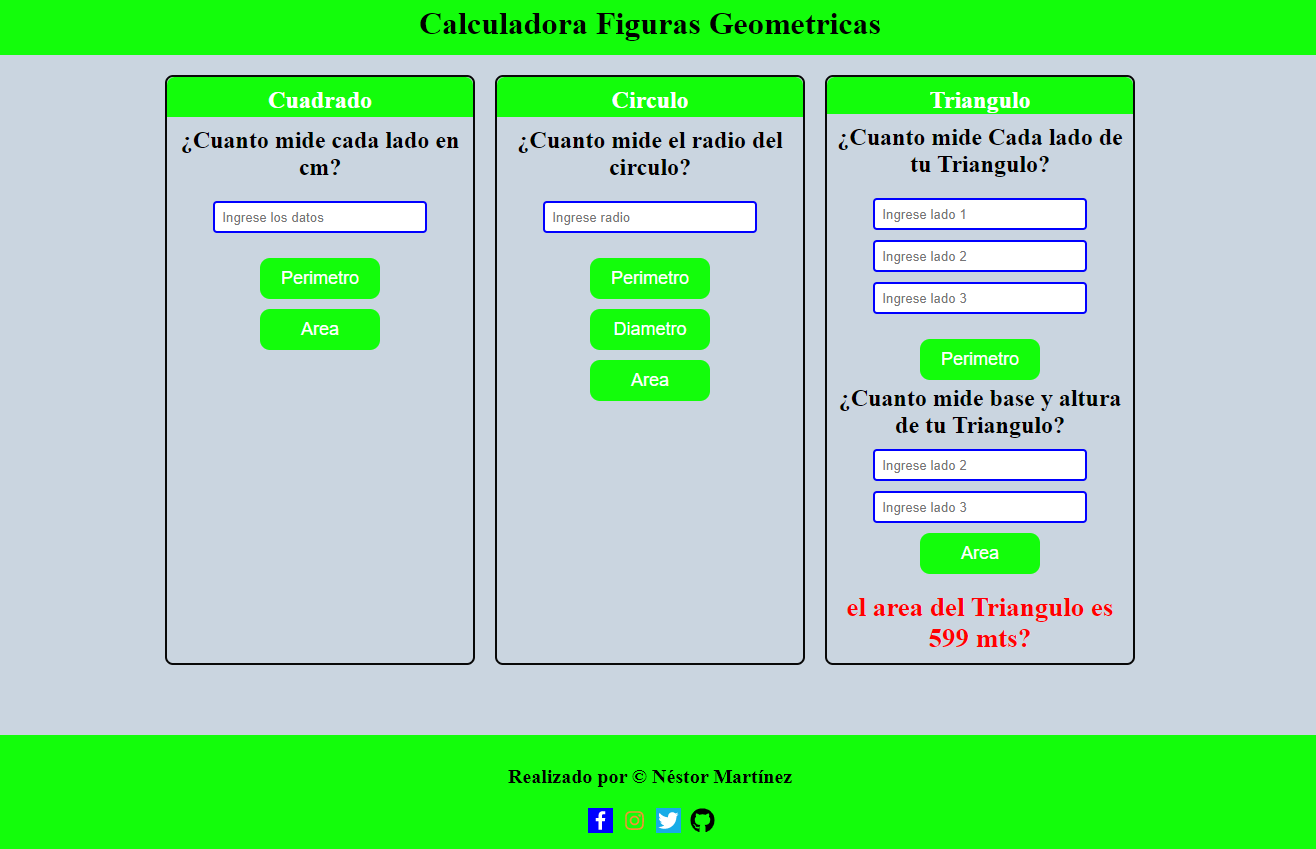 Calculadora Figuras Geometricas
Cuadrado
¿Cuanto mide cada lado en
cm?
Ingrese los datos
Perimetro
Area
Circulo
¿Cuanto mide el radio del
circulo?
Ingrese radio
Perimetro
Diametro
Area
Triangulo
¿Cuanto mide Cada lado de
tu Triangulo?
Ingrese lado 1
Ingrese lado 2
Ingrese lado 3
Perimetro
¿Cuanto mide base y altura
de tu Triangulo?
Ingrese lado 2
Ingrese lado 3
Area
el area del Triangulo es
599 mts?
Realizado por © Néstor Martínez